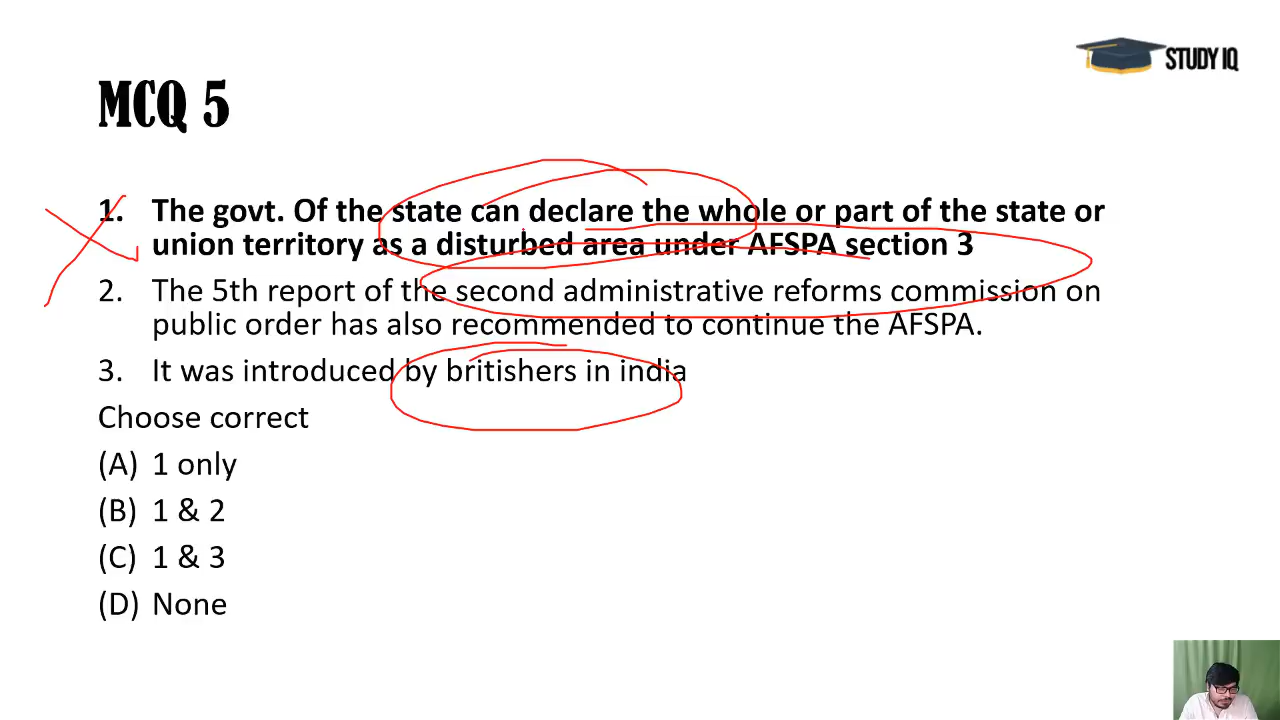 STUDY IQ
MCQ 5
1. The govt. Of the state can declare the whole or part of the state or
union territory as a disturbed area under AFSPA section 3
2. The 5th report of the second administrative reforms commission on
public order has also recommended to continue the AFSPA.
3. It was introduced by britishers in india
Choose correct
(A) 1 only
(B) 1 & 2
(C) 1 & 3
(D) None